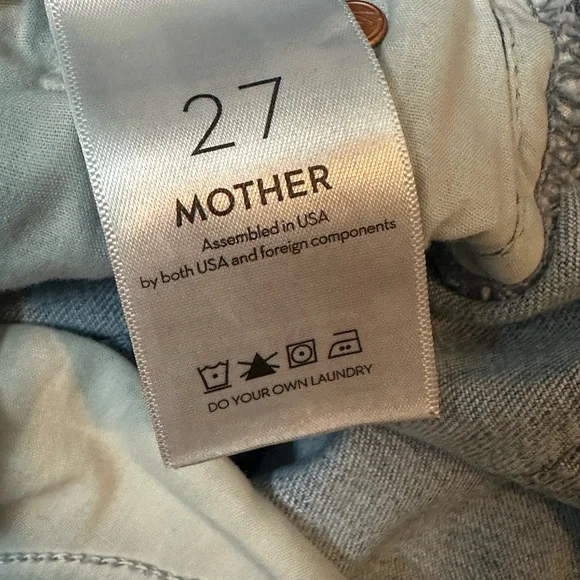 27
MOTHER
Assembled in USA
by both USA and foreign components
DO YOUR OWN LAUNDRY